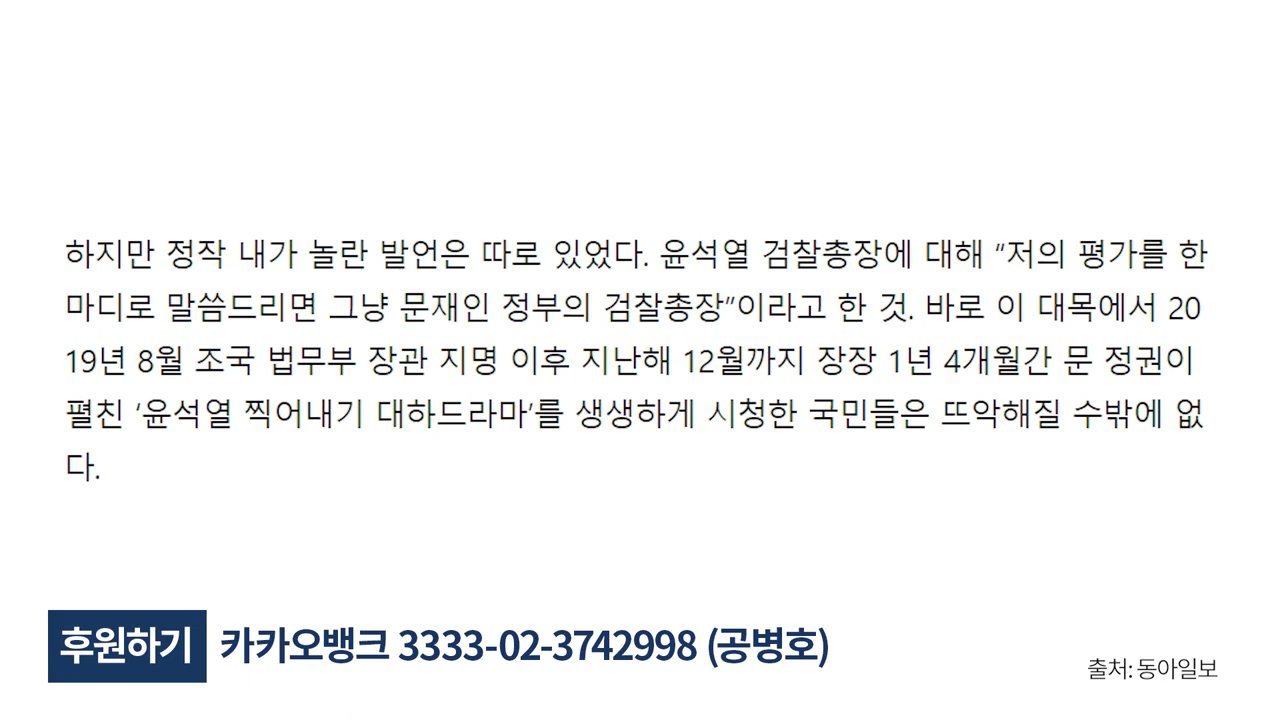 하지만 정작 내가 놀란 발언은 따로 있었다. 윤석열 검찰총장에 대해 “저의 평가를 한
마디로 말씀드리면 그냥 문재인 정부의 검찰총장”이라고 한 것. 바로 이 대목에서 20
19년 8월 조국 법무부 장관 지명 이후 지난해 12월까지 장장 1년 4개월간 문 정권이
펼친 ‘윤석열 찍어내기 대하드라마’를 생생하게 시청한 국민들은 뜨악해질 수밖에 없
다.
후원하기 카카오뱅크 3333-02-3742998 (공병호)
출처: 동아일보